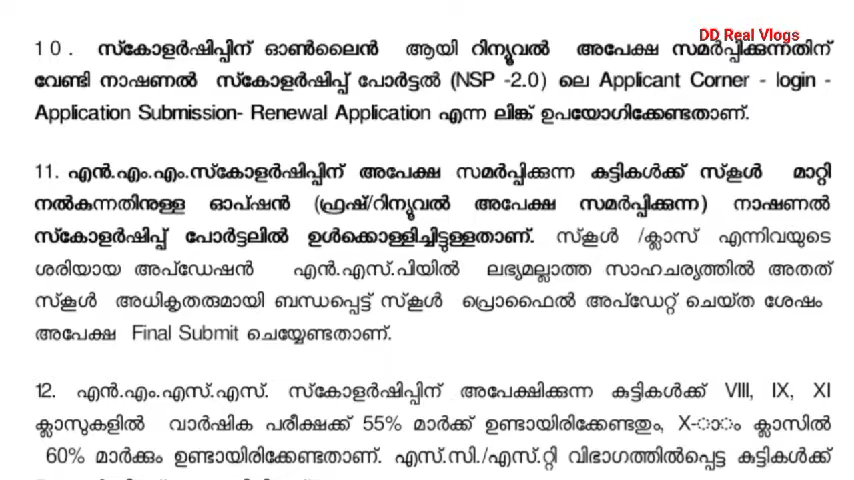 DD Real Vlogs
10. സ്കോളർഷിപ്പിന് ഓൺലൈൻ ആയി റിന്യൂവൽ അപേക്ഷ സമർപ്പിക്കുന്നതിന്
വേണ്ടി നാഷണൽ സ്കോളർഷിപ്പ് പോർട്ടൽ (NSP -2.0) ലെ Applicant Corner - login -
Application Submission- Renewal Application എന്ന ലിങ്ക് ഉപയോഗിക്കേണ്ടതാണ്.
11. എൻ.എം.എം.സ്കോളർഷിപ്പിന് അപേക്ഷ സമർപ്പിക്കുന്ന കുട്ടികൾക്ക് സ്കൂൾ മാറ്റി
നൽകുന്നതിനുള്ള ഓപ്ഷൻ (ഫ്രഷ്/റിന്യൂവൽ അപേക്ഷ സമർപ്പിക്കുന്ന) നാഷണൽ
സ്കോളർഷിപ്പ് പോർട്ടലിൽ ഉൾക്കൊള്ളിച്ചിട്ടുള്ളതാണ്. സ്കൂൾ /ക്ലാസ് എന്നിവയുടെ
ശരിയായ അപ്ഡേഷൻ എൻ.എസ്.പിയിൽ ലഭ്യമല്ലാത്ത സാഹചര്യത്തിൽ അതത്
സ്കൂൾ അധികൃതരുമായി ബന്ധപ്പെട്ട് സ്കൂൾ പ്രൊഫൈൽ അപ്ഡേറ്റ് ചെയ്ത ശേഷം
അപേക്ഷ Final Submit ചെയ്യേണ്ടതാണ്.
12. എൻ.എം.എസ്.എസ്. സ്കോളർഷിപ്പിന് അപേക്ഷിക്കുന്ന കുട്ടികൾക്ക് VIII, IX, XI
ക്ലാസുകളിൽ വാർഷിക പരീക്ഷക്ക് 55% മാർക്ക് ഉണ്ടായിരിക്കേണ്ടതും, X-ാം ക്ലാസിൽ
60% മാർക്കും ഉണ്ടായിരിക്കേണ്ടതാണ്. എസ്.സി./എസ്.റ്റി വിഭാഗത്തിൽപ്പെട്ട കുട്ടികൾക്ക്